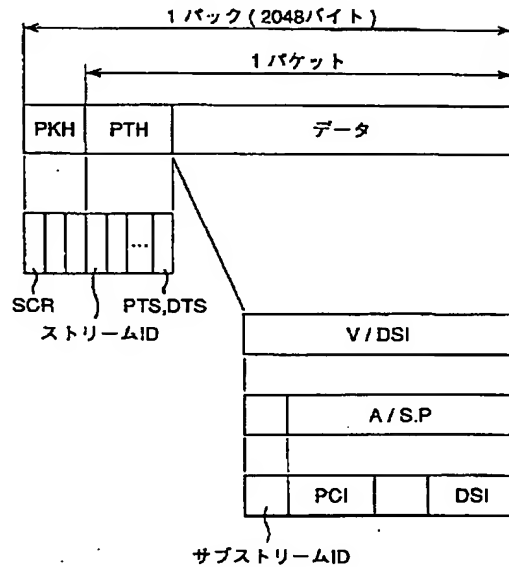 1 パック ( 2048バイト )
1 パケット
PKH PTH データ
...
SCR PTS,DTS
ストリームID
V / DSI
A / S.P
PCI DSI
サブストリームID